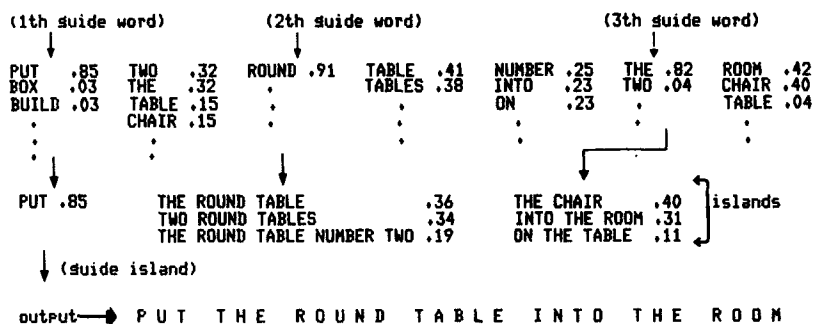 (1th guide word) (2th guide word) (3th guide word)
PUT .85 TWO .32 ROUND .91 TABLE .41 NUMBER .25 THE .82 ROOM .42
BOX .03 THE .32 TABLES .38 INTO .23 TWO .04 CHAIR .40
BUILD .03 TABLE .15 ON .23 TABLE .04
CHAIR .15
PUT .85 THE ROUND TABLE .36 THE CHAIR .40 islands
TWO ROUND TABLES .34 INTO THE ROOM .31
THE ROUND TABLE NUMBER TWO .19 ON THE TABLE .11
(guide island)
output PUT THE ROUND TABLE INTO THE ROOM